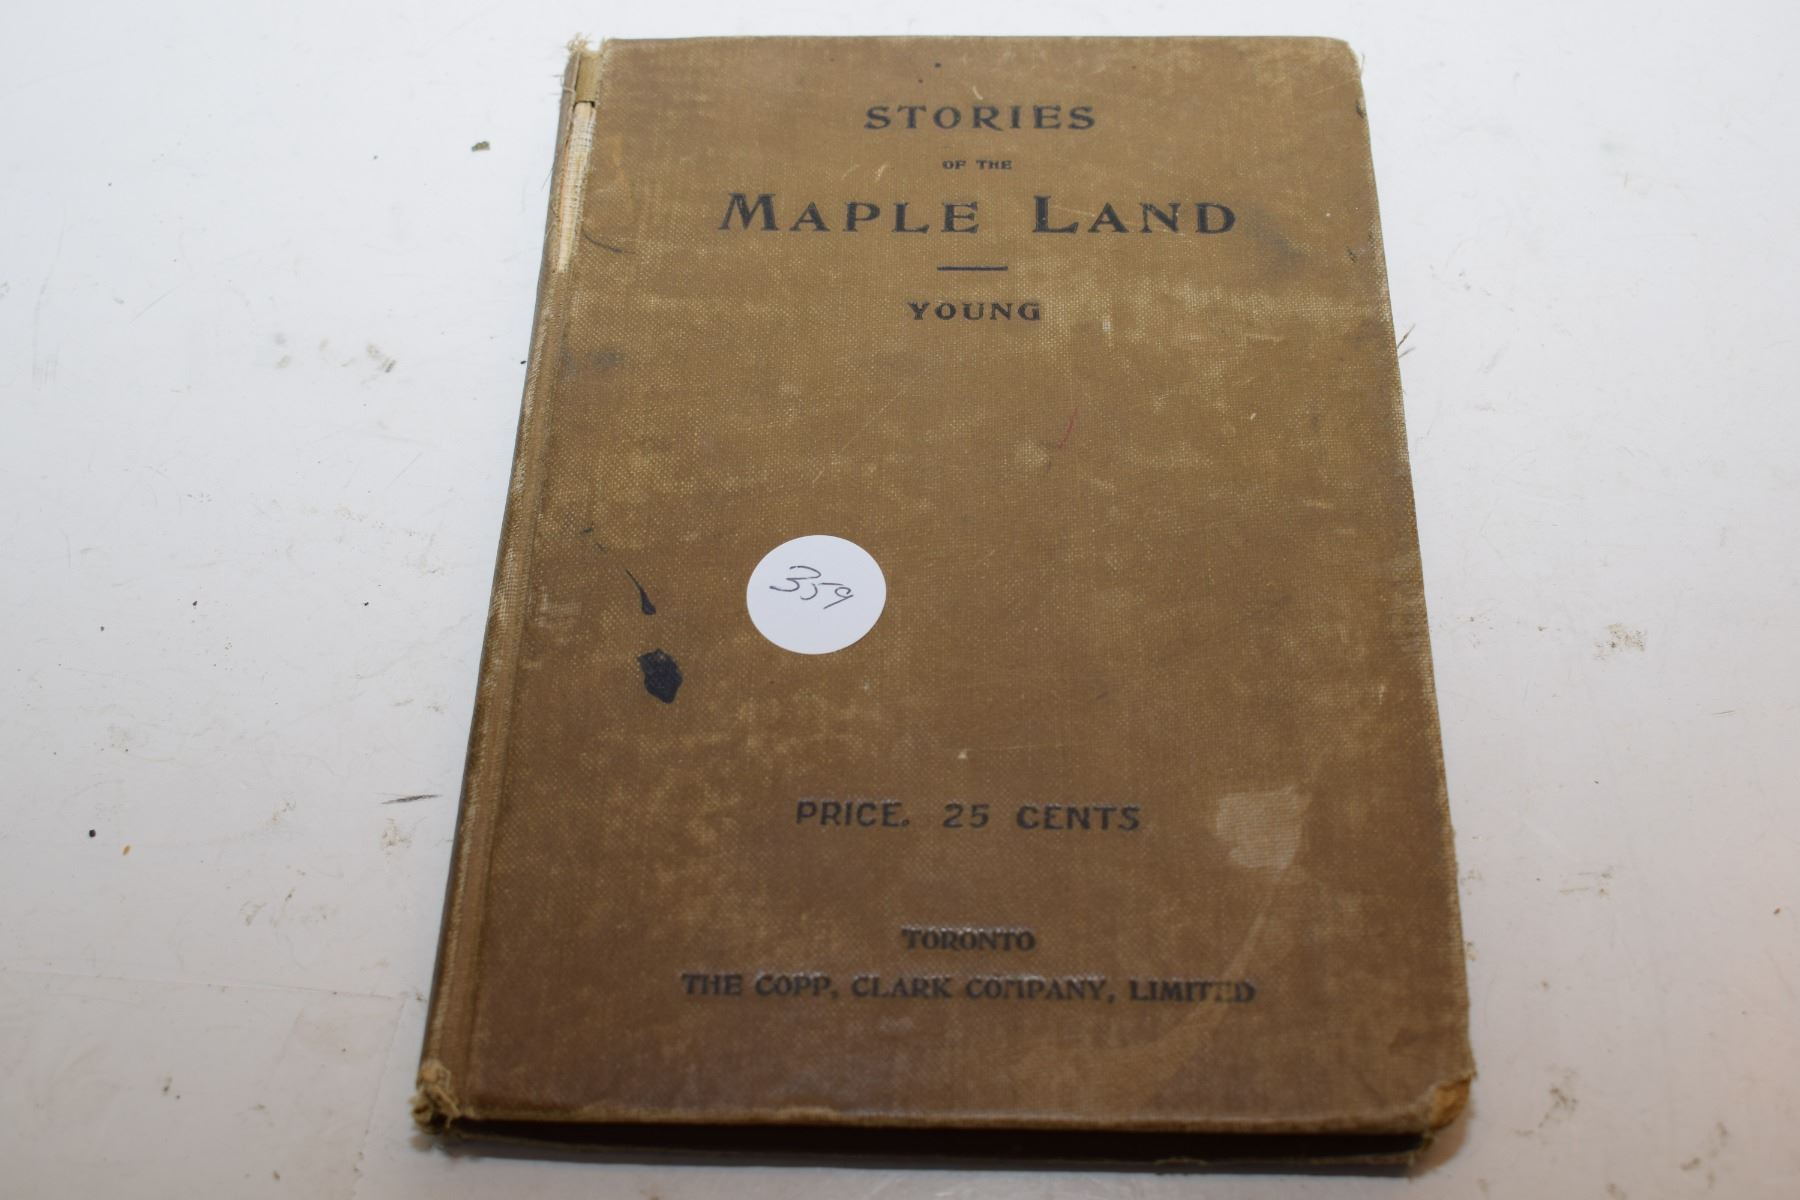 STORIES
OF THE
MAPLE LAND
YOUNG
359
PRICE. 25 CENTS
TORONTO
THE COPP, CLARK COMPANY, LIMITED